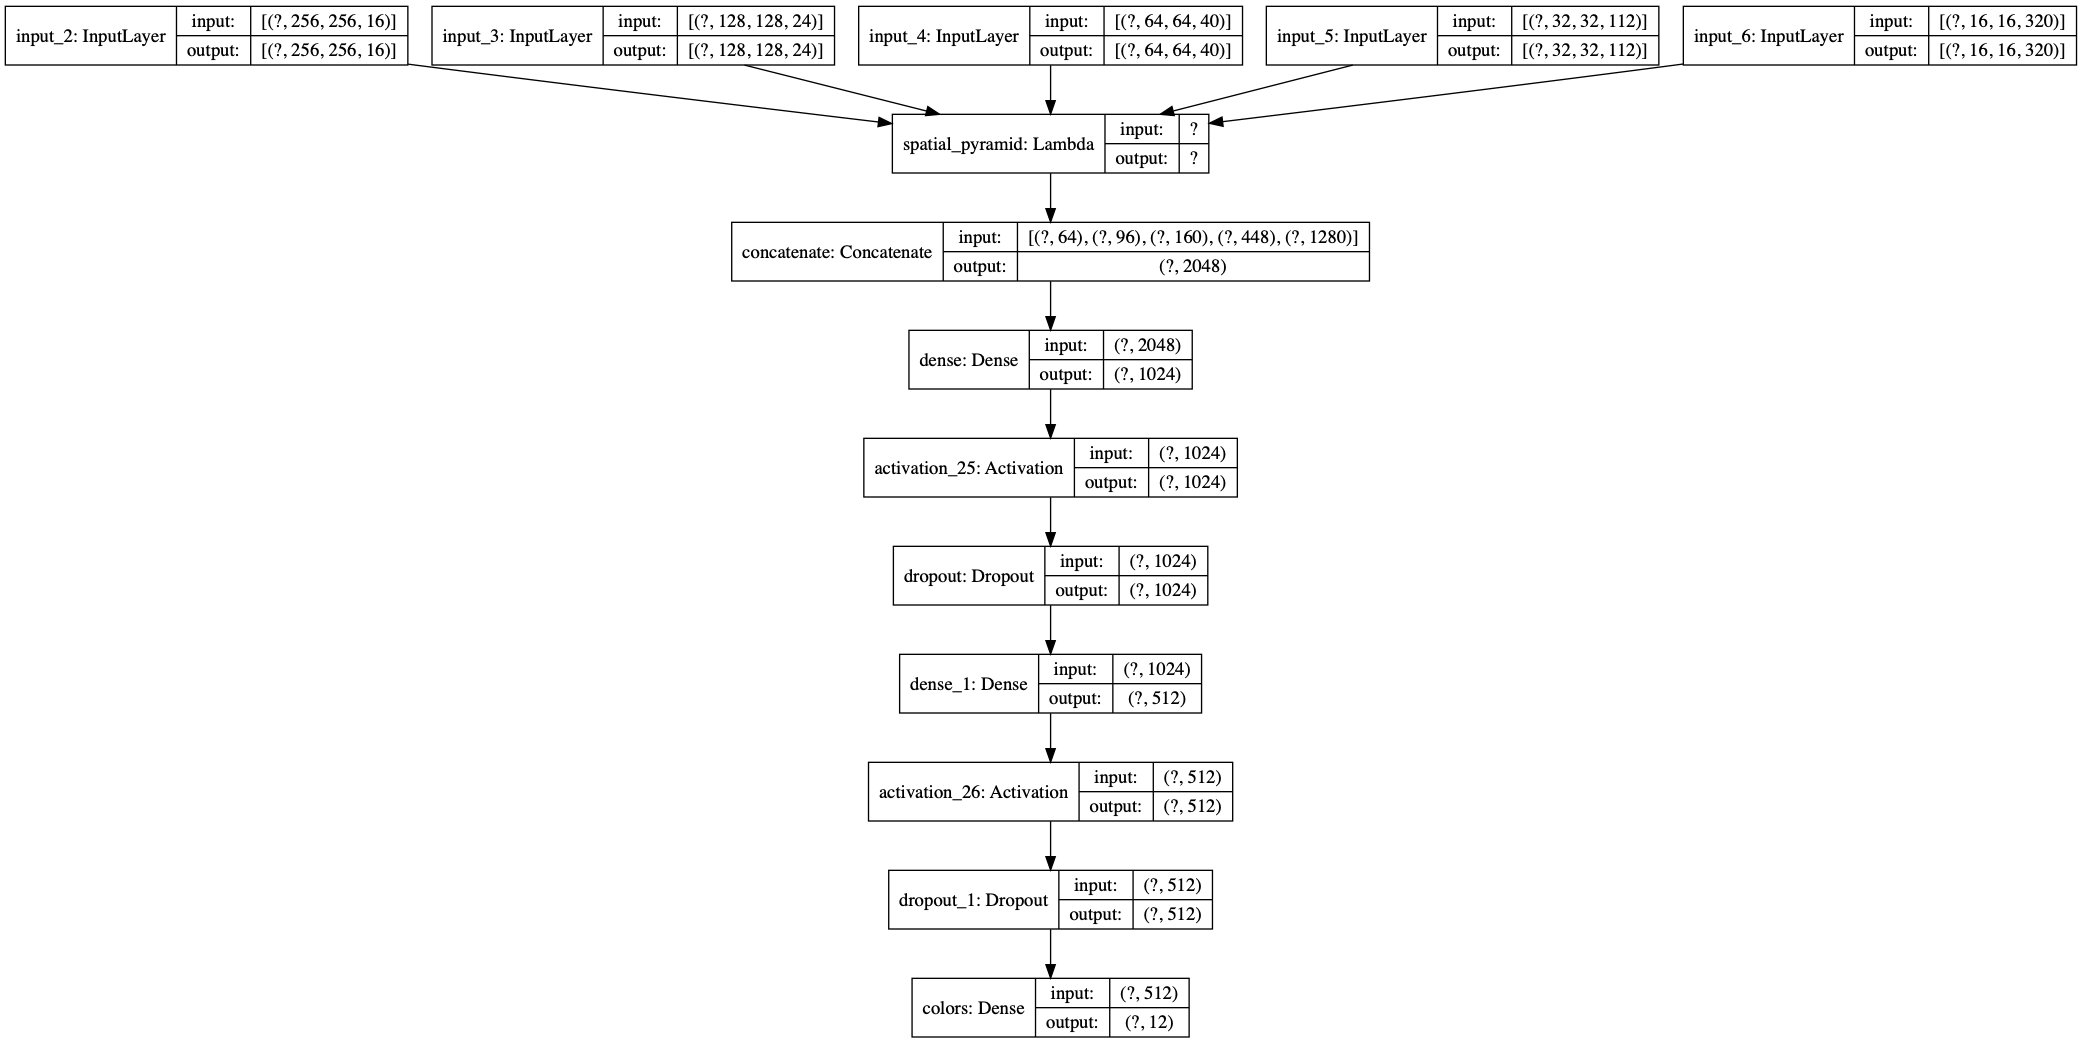 input_2: InputLayer input: [(?, 256, 256, 16)]
output: [(?, 256, 256, 16)]
input_3: InputLayer input: [(?, 128, 128, 24)]
output: [(?, 128, 128, 24)]
input_4: InputLayer input: [(?, 64, 64, 40)]
output: [(?, 64, 64, 40)]
input_5: InputLayer input: [(?, 32, 32, 112)]
output: [(?, 32, 32, 112)]
input_6: InputLayer input: [(?, 16, 16, 320)]
output: [(?, 16, 16, 320)]
spatial_pyramid: Lambda input: ?
output: ?
concatenate: Concatenate input: [(?, 64), (?, 96), (?, 160), (?, 448), (?, 1280)]
output: (?, 2048)
dense: Dense input: (?, 2048)
output: (?, 1024)
activation_25: Activation input: (?, 1024)
output: (?, 1024)
dropout: Dropout input: (?, 1024)
output: (?, 1024)
dense_1: Dense input: (?, 1024)
output: (?, 512)
activation_26: Activation input: (?, 512)
output: (?, 512)
dropout_1: Dropout input: (?, 512)
output: (?, 512)
colors: Dense input: (?, 512)
output: (?, 12)